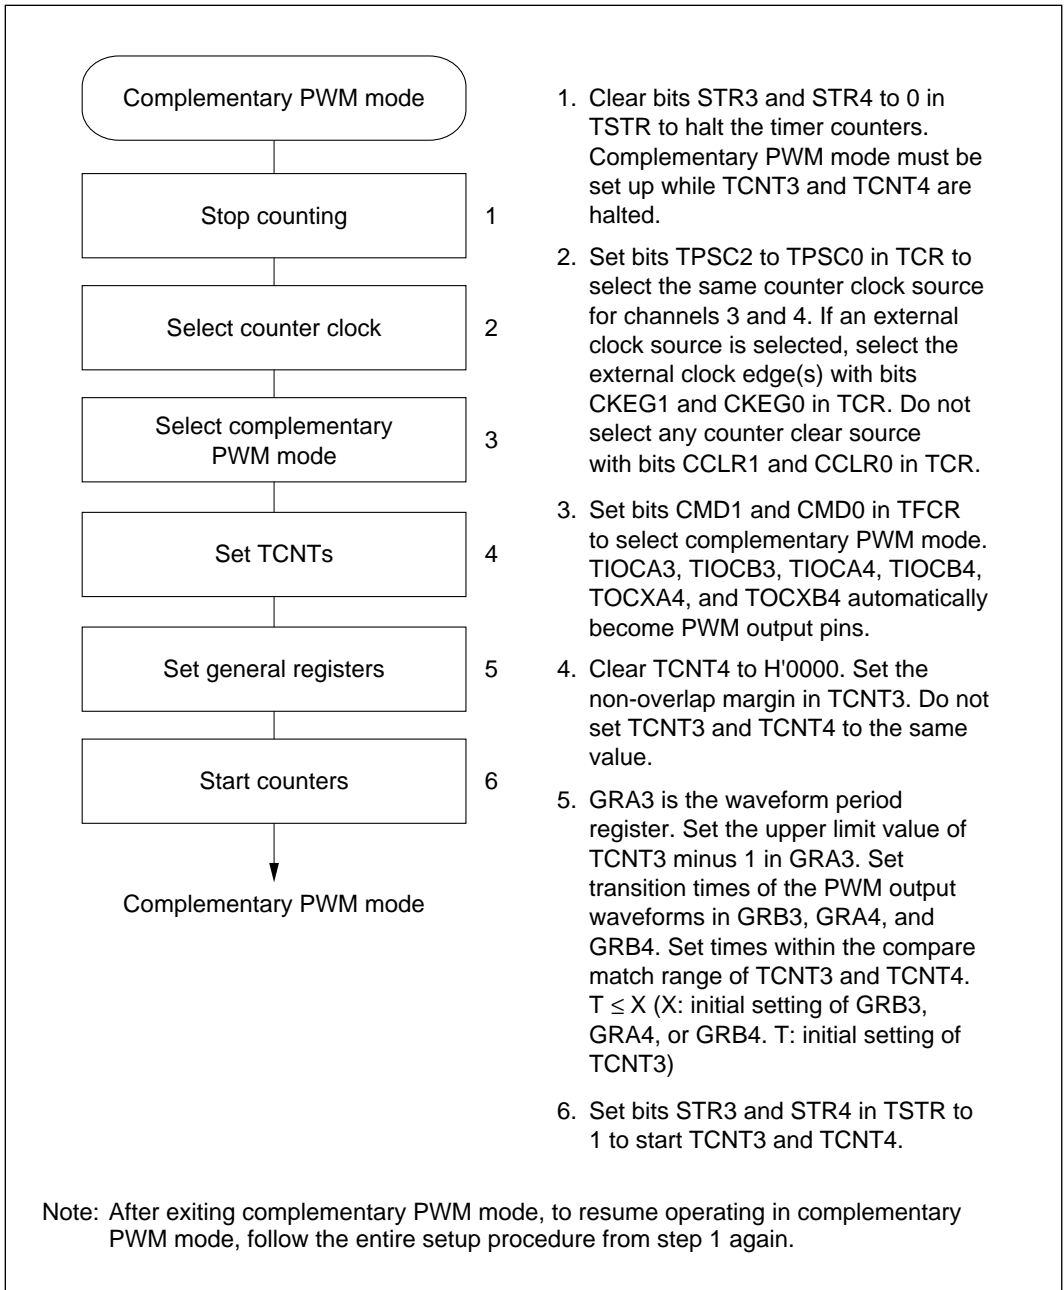 Complementary PWM mode
Stop counting
1
Select counter clock
2
Select complementary
PWM mode
3
Set TCNTs
4
Set general registers
5
Start counters
6
Complementary PWM mode
1. Clear bits STR3 and STR4 to 0 in
TSTR to halt the timer counters.
Complementary PWM mode must be
set up while TCNT3 and TCNT4 are
halted.
2. Set bits TPSC2 to TPSC0 in TCR to
select the same counter clock source
for channels 3 and 4. If an external
clock source is selected, select the
external clock edge(s) with bits
CKEG1 and CKEG0 in TCR. Do not
select any counter clear source
with bits CCLR1 and CCLR0 in TCR.
3. Set bits CMD1 and CMD0 in TFCR
to select complementary PWM mode.
TIOCA3, TIOCB3, TIOCA4, TIOCB4,
TOCXA4, and TOCXB4 automatically
become PWM output pins.
4. Clear TCNT4 to H'0000. Set the
non-overlap margin in TCNT3. Do not
set TCNT3 and TCNT4 to the same
value.
5. GRA3 is the waveform period
register. Set the upper limit value of
TCNT3 minus 1 in GRA3. Set
transition times of the PWM output
waveforms in GRB3, GRA4, and
GRB4. Set times within the compare
match range of TCNT3 and TCNT4.
T ≤ X (X: initial setting of GRB3,
GRA4, or GRB4. T: initial setting of
TCNT3)
6. Set bits STR3 and STR4 in TSTR to
1 to start TCNT3 and TCNT4.
Note: After exiting complementary PWM mode, to resume operating in complementary
PWM mode, follow the entire setup procedure from step 1 again.